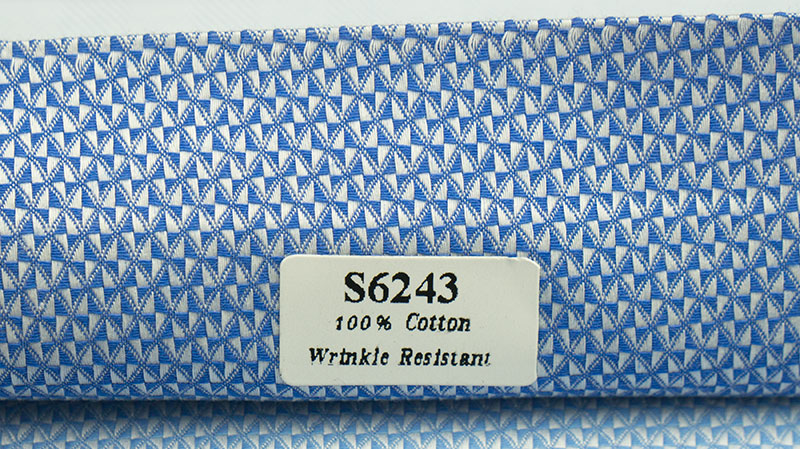 S6243
100% Cotton
Wrinkle Resistant